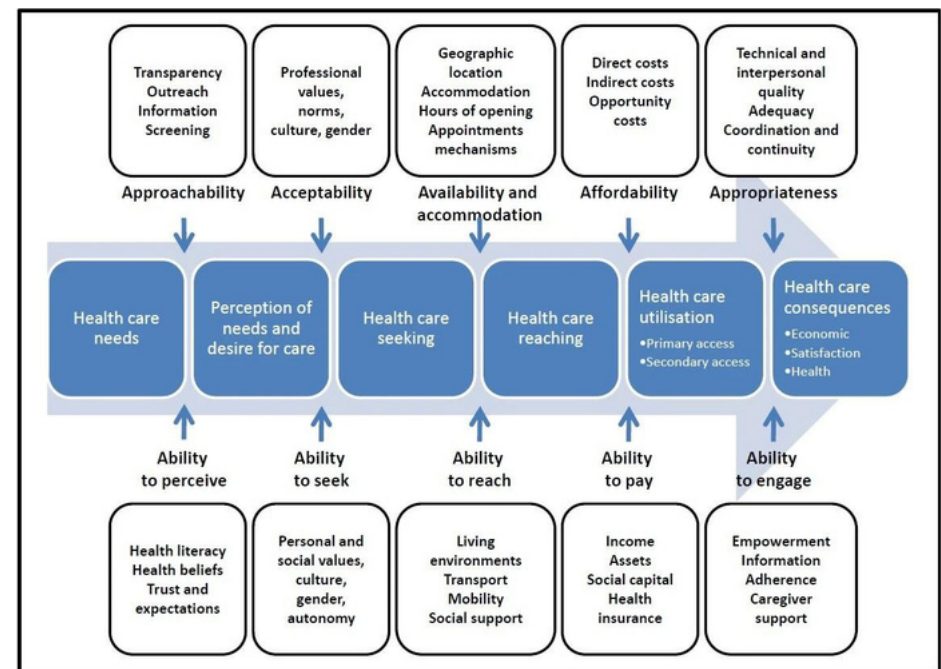 Transparency
Outreach
Information
Screening
Professional
values,
norms,
culture, gender
Geographic
location
Accommodation
Hours of opening
Appointments
mechanisms
Direct costs
Indirect costs
Opportunity
costs
Technical and
interpersonal
quality
Adequacy
Coordination and
continuity
Approachability
Acceptability
Availability and
accommodation
Affordability
Appropriateness
Health care
needs
Perception of
needs and
desire for care
Health care
seeking
Health care
reaching
Health care
utilisation
•Primary access
•Secondary access
Health care
consequences
•Economic
•Satisfaction
•Health
Ability
to perceive
Ability
to seek
Ability
to reach
Ability
to pay
Ability
to engage
Health literacy
Health beliefs
Trust and
expectations
Personal and
social values,
culture,
gender,
autonomy
Living
environments
Transport
Mobility
Social support
Income
Assets
Social capital
Health
insurance
Empowerment
Information
Adherence
Caregiver
support